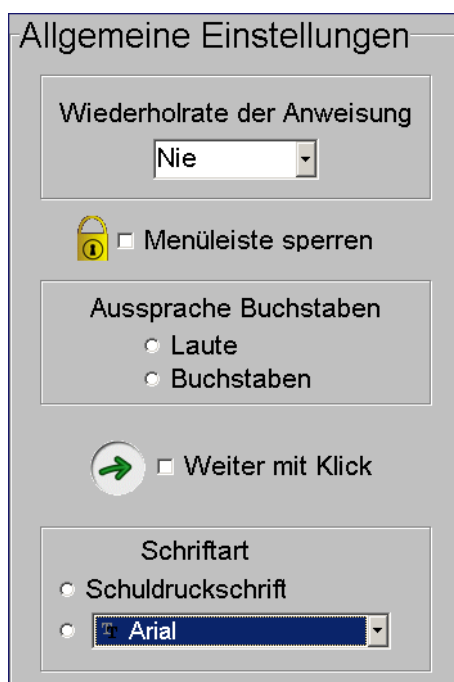 Allgemeine Einstellungen
Wiederholrate der Anweisung
Nie
Menüleiste sperren
Aussprache Buchstaben
Laute
Buchstaben
Weiter mit Klick
Schriftart
Schuldruckschrift
Arial